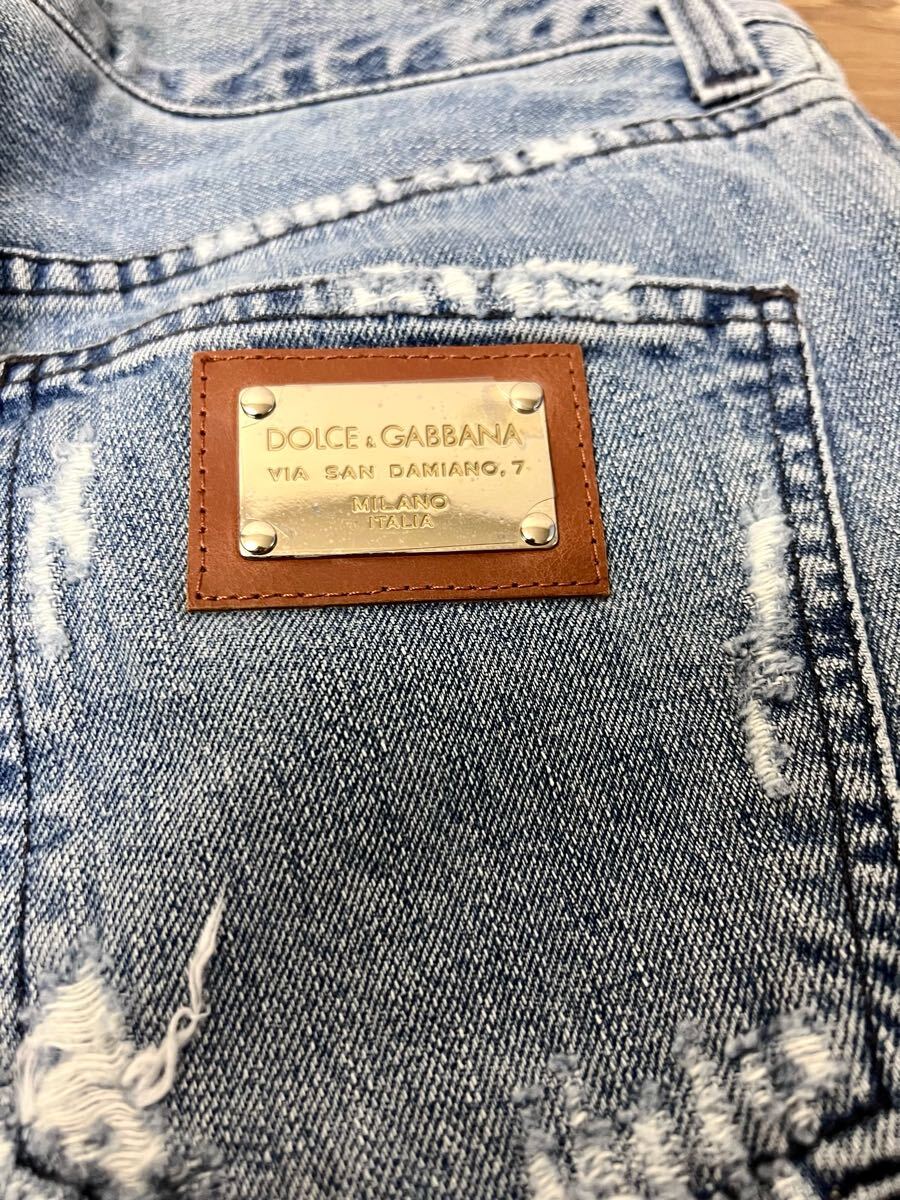 DOLCE & GABBANA
VIA SAN DAMIANO, 7
MILANO
ITALIA